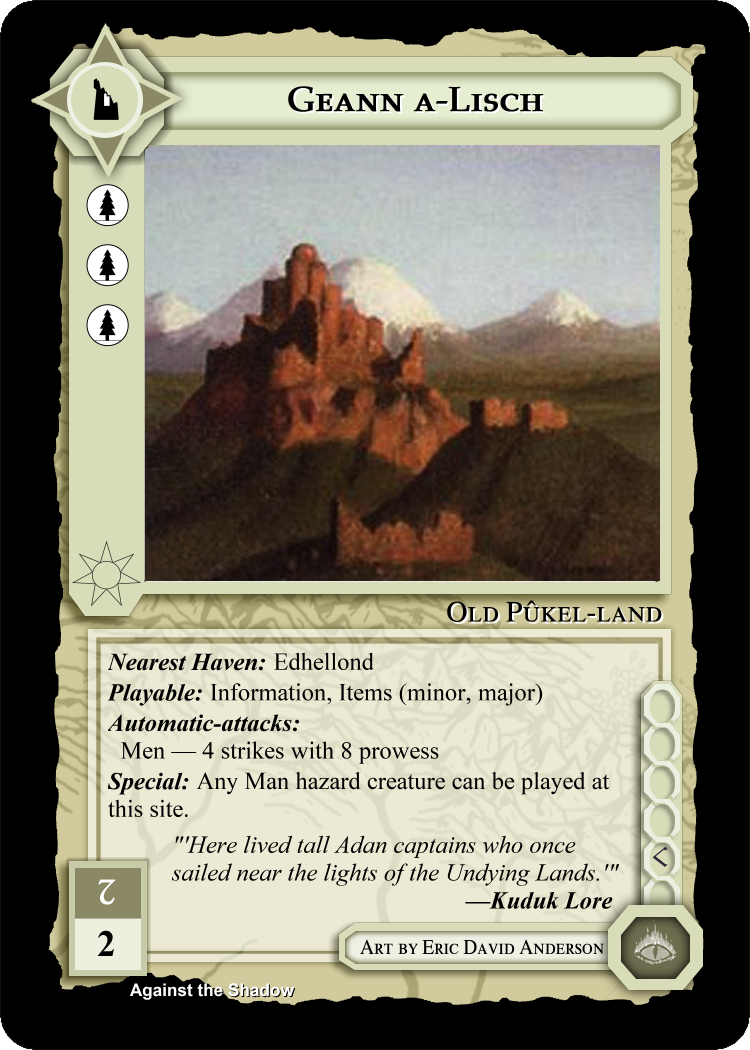 Geann a-Lisch
Old Pûkel-land
Nearest Haven: Edhellond
Playable: Information, Items (minor, major)
Automatic-attacks:
Men — 4 strikes with 8 prowess
Special: Any Man hazard creature can be played at
this site.
"'Here lived tall Adan captains who once
sailed near the lights of the Undying Lands.'"
—Kuduk Lore
2
2
Art by Eric David Anderson
Against the Shadow